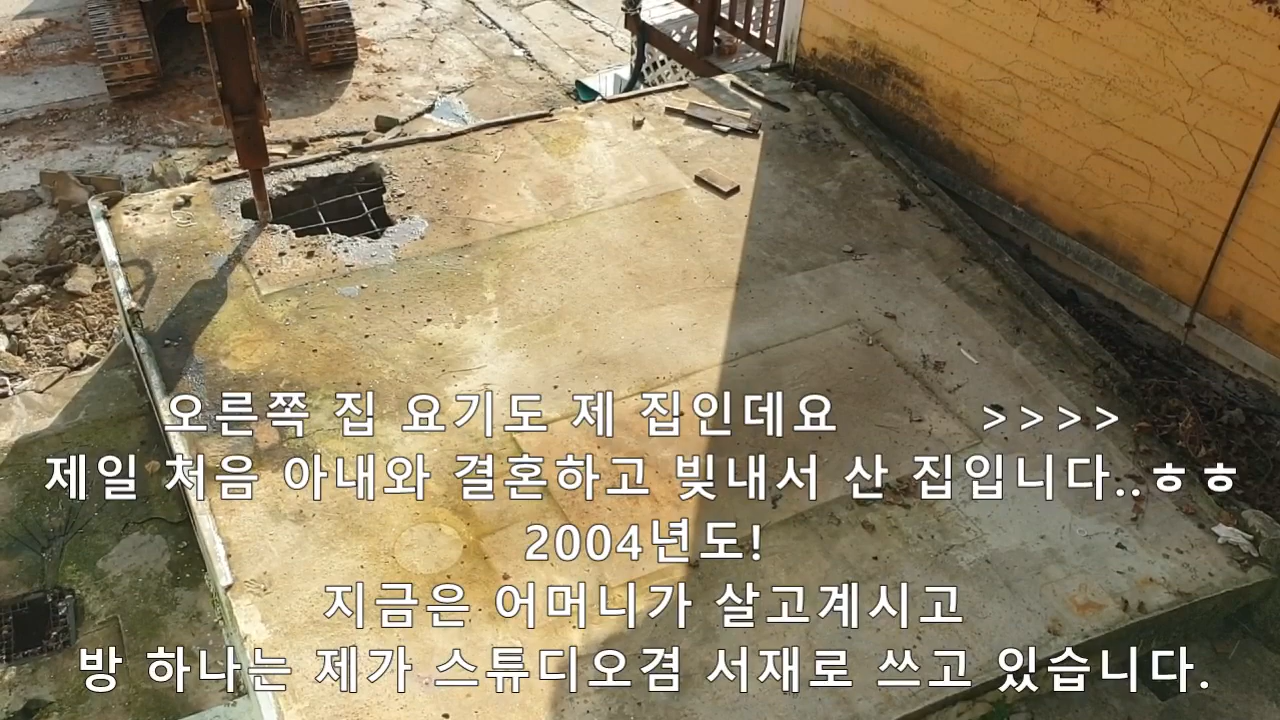 오른쪽 집 요기도 제 집인데요 >>>>
제일 처음 아내와 결혼하고 빚내서 산 집입니다..ㅎㅎ
2004년도!
지금은 어머니가 살고계시고
방 하나는 제가 스튜디오겸 서재로 쓰고 있습니다.